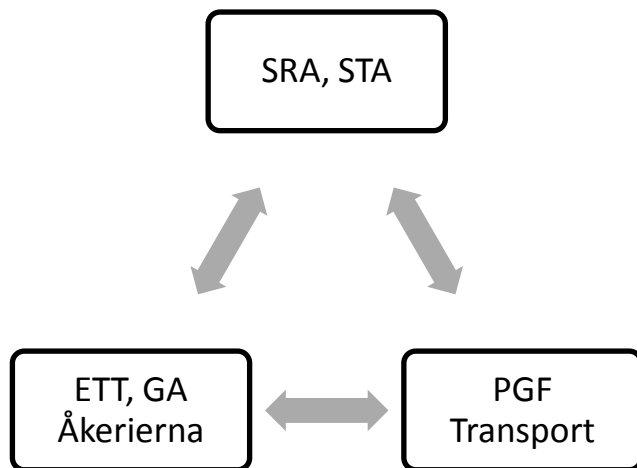 SRA, STA
ETT, GA
Åkerierna
PGF
Transport